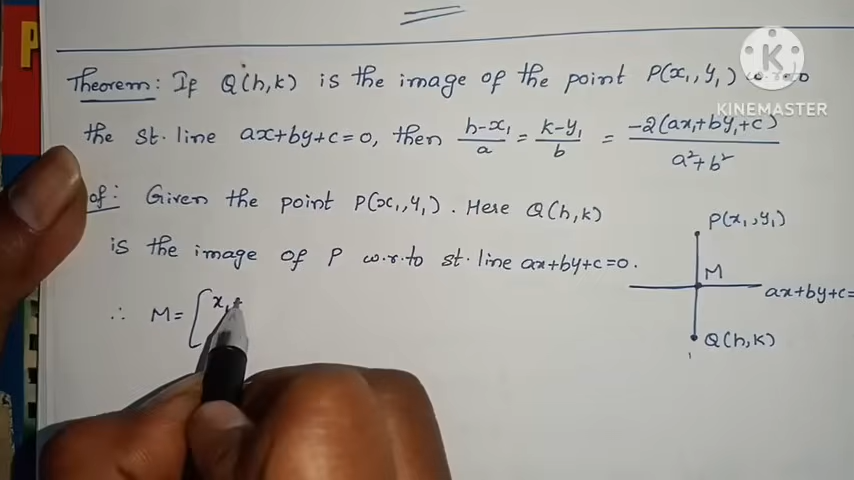 Theorem: If Q(h,k) is the image of the point P(x₁,y₁)
the st. line ax+by+c=0, then (h-x₁)/a = (k-y₁)/b = -2(ax₁+by₁+c)/(a²+b²)
Given the point P(x₁,y₁). Here Q(h,k)
is the image of P w.r.to st. line ax+by+c=0.
∴ M = [x₁+
P(x₁,y₁)
M
ax+by+c=
Q(h,k)
K
KINEMASTER